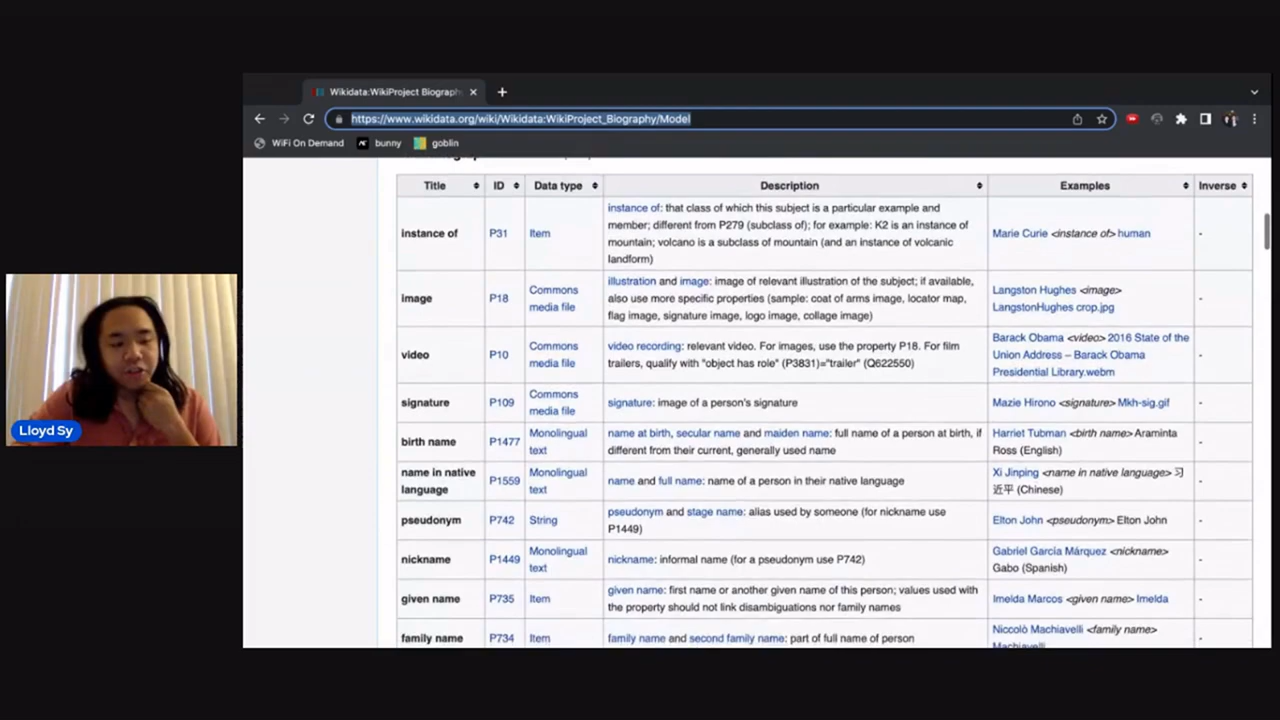 Wikidata:WikiProject Biograph
https://www.wikidata.org/wiki/Wikidata:WikiProject_Biography/Model
WiFi On Demand
bunny
goblin
Title
ID
Data type
Description
Examples
Inverse
instance of
P31
Item
instance of: that class of which this subject is a particular example and
member; different from P279 (subclass of); for example: K2 is an instance of
mountain; volcano is a subclass of mountain (and an instance of volcanic
landform)
Marie Curie <instance of> human
-
image
P18
Commons
media file
illustration and image: image of relevant illustration of the subject; if available,
also use more specific properties (sample: coat of arms image, locator map,
flag image, signature image, logo image, collage image)
Langston Hughes <image>
LangstonHughes crop.jpg
-
video
P10
Commons
media file
video recording: relevant video. For images, use the property P18. For film
trailers, qualify with "object has role" (P3831)="trailer" (Q622550)
Barack Obama <video> 2016 State of the
Union Address – Barack Obama
Presidential Library.webm
-
signature
P109
Commons
media file
signature: image of a person's signature
Mazie Hirono <signature> Mkh-sig.gif
-
birth name
P1477
Monolingual
text
name at birth, secular name and maiden name: full name of a person at birth, if
different from their current, generally used name
Harriet Tubman <birth name> Araminta
Ross (English)
-
name in native
language
P1559
Monolingual
text
name and full name: name of a person in their native language
Xi Jinping <name in native language> 习
近平 (Chinese)
-
pseudonym
P742
String
pseudonym and stage name: alias used by someone (for nickname use
P1449)
Elton John <pseudonym> Elton John
-
nickname
P1449
Monolingual
text
nickname: informal name (for a pseudonym use P742)
Gabriel García Márquez <nickname>
Gabo (Spanish)
-
given name
P735
Item
given name: first name or another given name of this person; values used with
the property should not link disambiguations nor family names
Imelda Marcos <given name> Imelda
-
family name
P734
Item
family name and second family name: part of full name of person
Niccolò Machiavelli <family name>
Machiavelli
-
Lloyd Sy